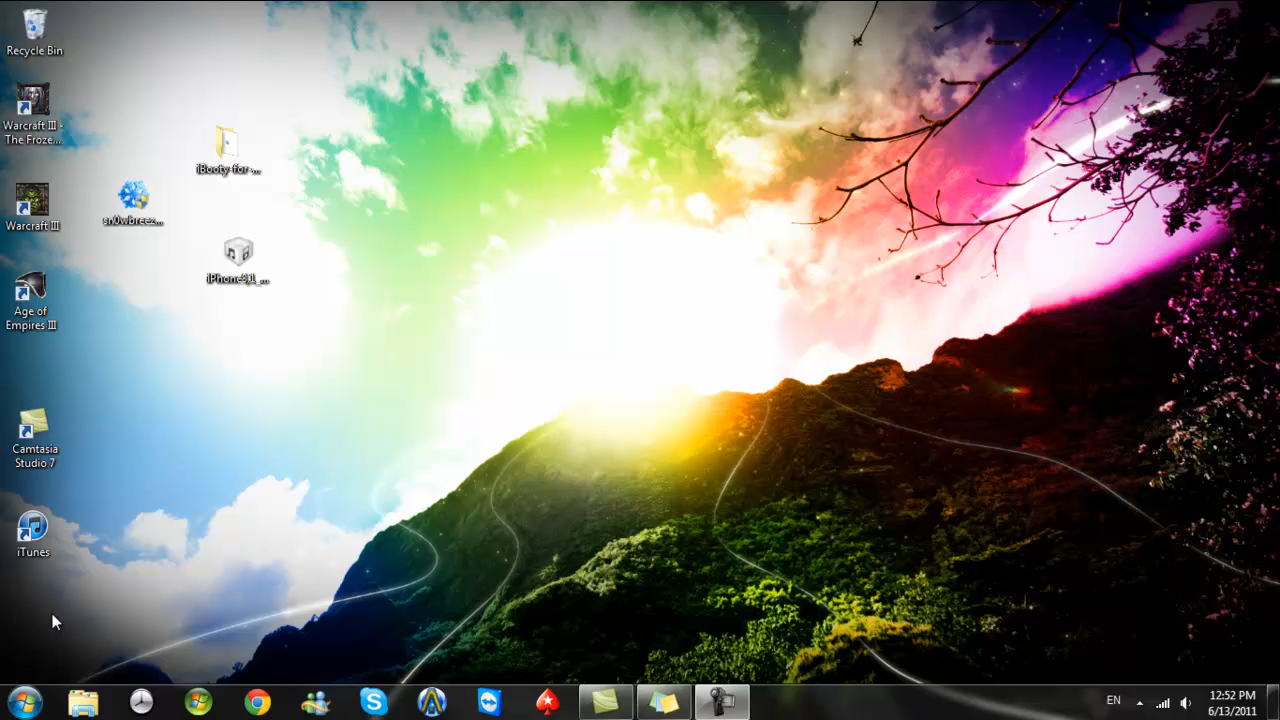 Recycle Bin
Warcraft III -
The Froze...
iBooty-for-...
Warcraft III
sn0wbreez...
iPhone3,1_...
Age of
Empires III
Camtasia
Studio 7
iTunes
EN
12:52 PM
6/13/2011